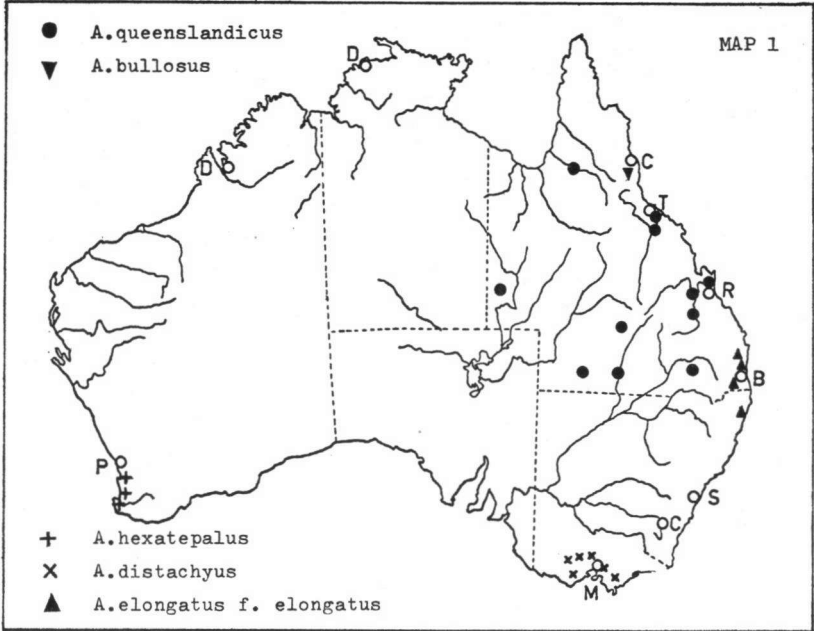 A.queenslandicus
A.bullosus
MAP 1
D
D
C
T
R
B
P
S
C
M
A.hexatepalus
A.distachyus
A.elongatus f. elongatus